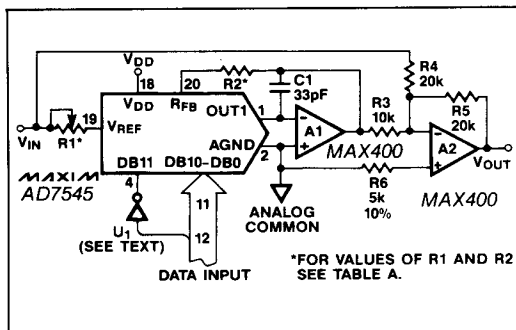 VDD
18
20
R2*
C1
33pF
R4
20k
VDD
RFB
OUT1
1
R3
10k
R5
20k
19
VREF
AGND
2
A1
MAX400
A2
VIN
R1*
VOUT
MAXIM
AD7545
DB11
DB10–DB0
4
11
R6
5k
10%
MAX400
ANALOG
COMMON
U1
(SEE TEXT)
12
DATA INPUT
*FOR VALUES OF R1 AND R2
SEE TABLE A.